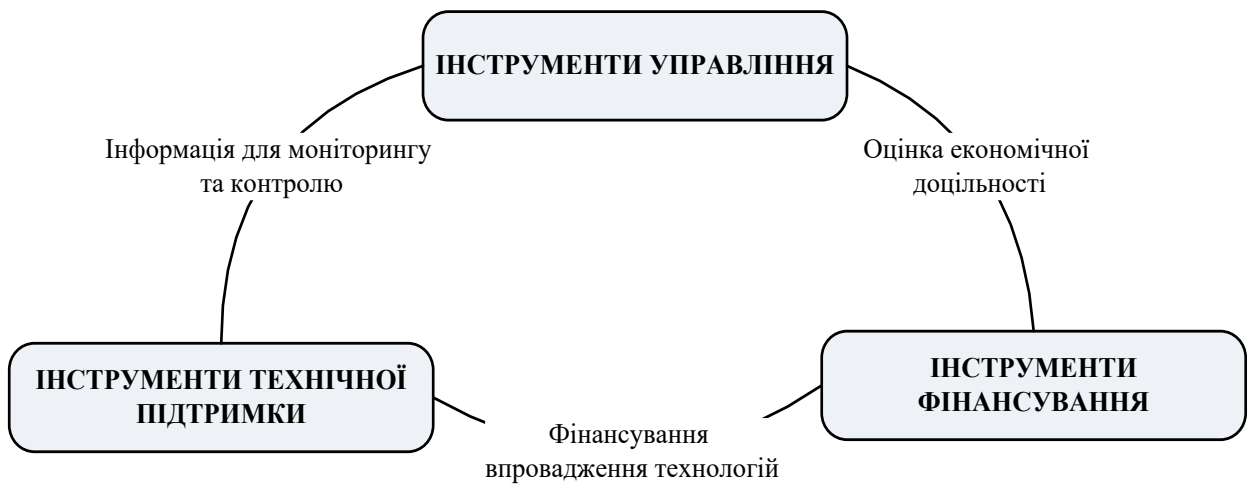 ІНСТРУМЕНТИ УПРАВЛІННЯ
Інформація для моніторингу
та контролю
Оцінка економічної
доцільності
ІНСТРУМЕНТИ ТЕХНІЧНОЇ
ПІДТРИМКИ
ІНСТРУМЕНТИ
ФІНАНСУВАННЯ
Фінансування
впровадження технологій